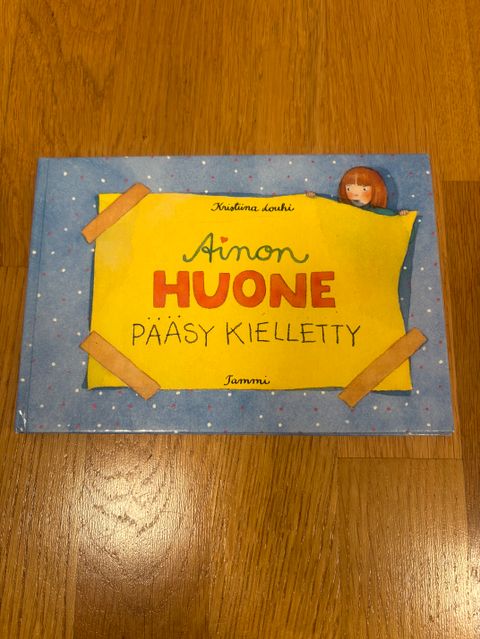 Kristiina Louhi
Ainon
HUONE
PÄÄSY KIELLETTY
Tammi